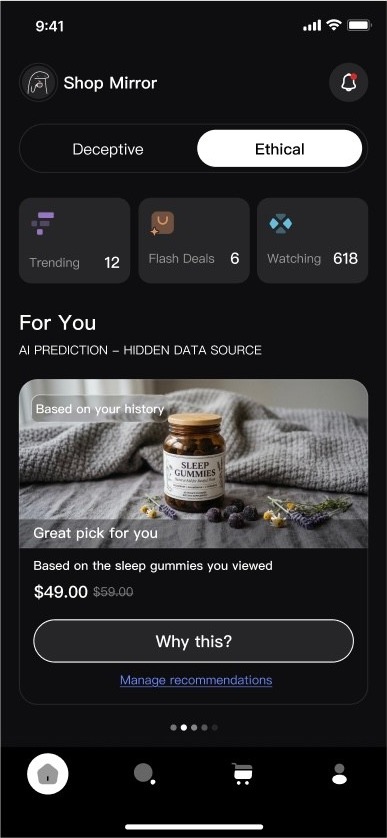 9:41
Shop Mirror
Deceptive
Ethical
Trending 12
Flash Deals 6
Watching 618
For You
AI PREDICTION – HIDDEN DATA SOURCE
Based on your history
SLEEP
GUMMIES
Great pick for you
Based on the sleep gummies you viewed
$49.00 $59.00
Why this?
Manage recommendations